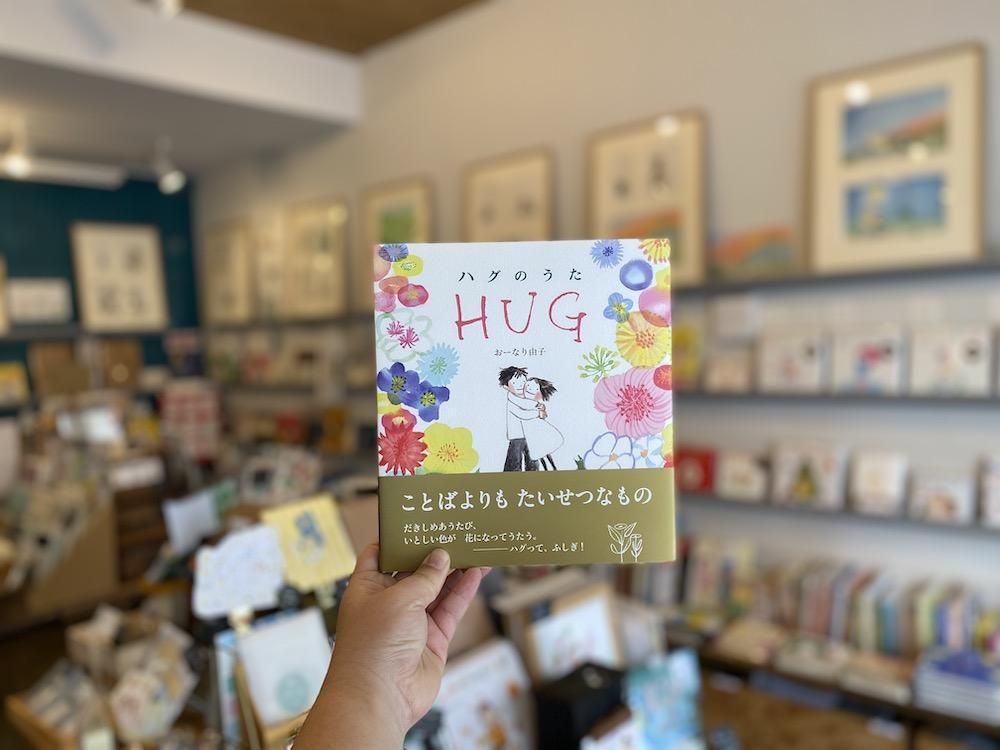 ハグのうた
HUG
おーなり由子
ことばよりも たいせつなもの
だきしめあうたび、
いとしい色が 花になってうたう。
———ハグって、ふしぎ!